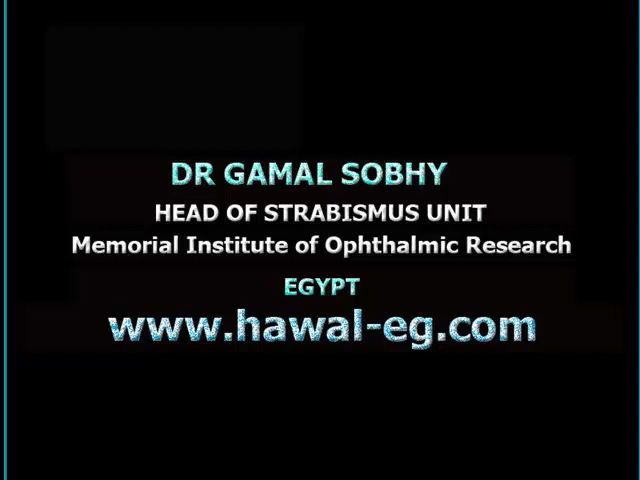 DR GAMAL SOBHY
HEAD OF STRABISMUS UNIT
Memorial Institute of Ophthalmic Research
EGYPT
www.hawal-eg.com